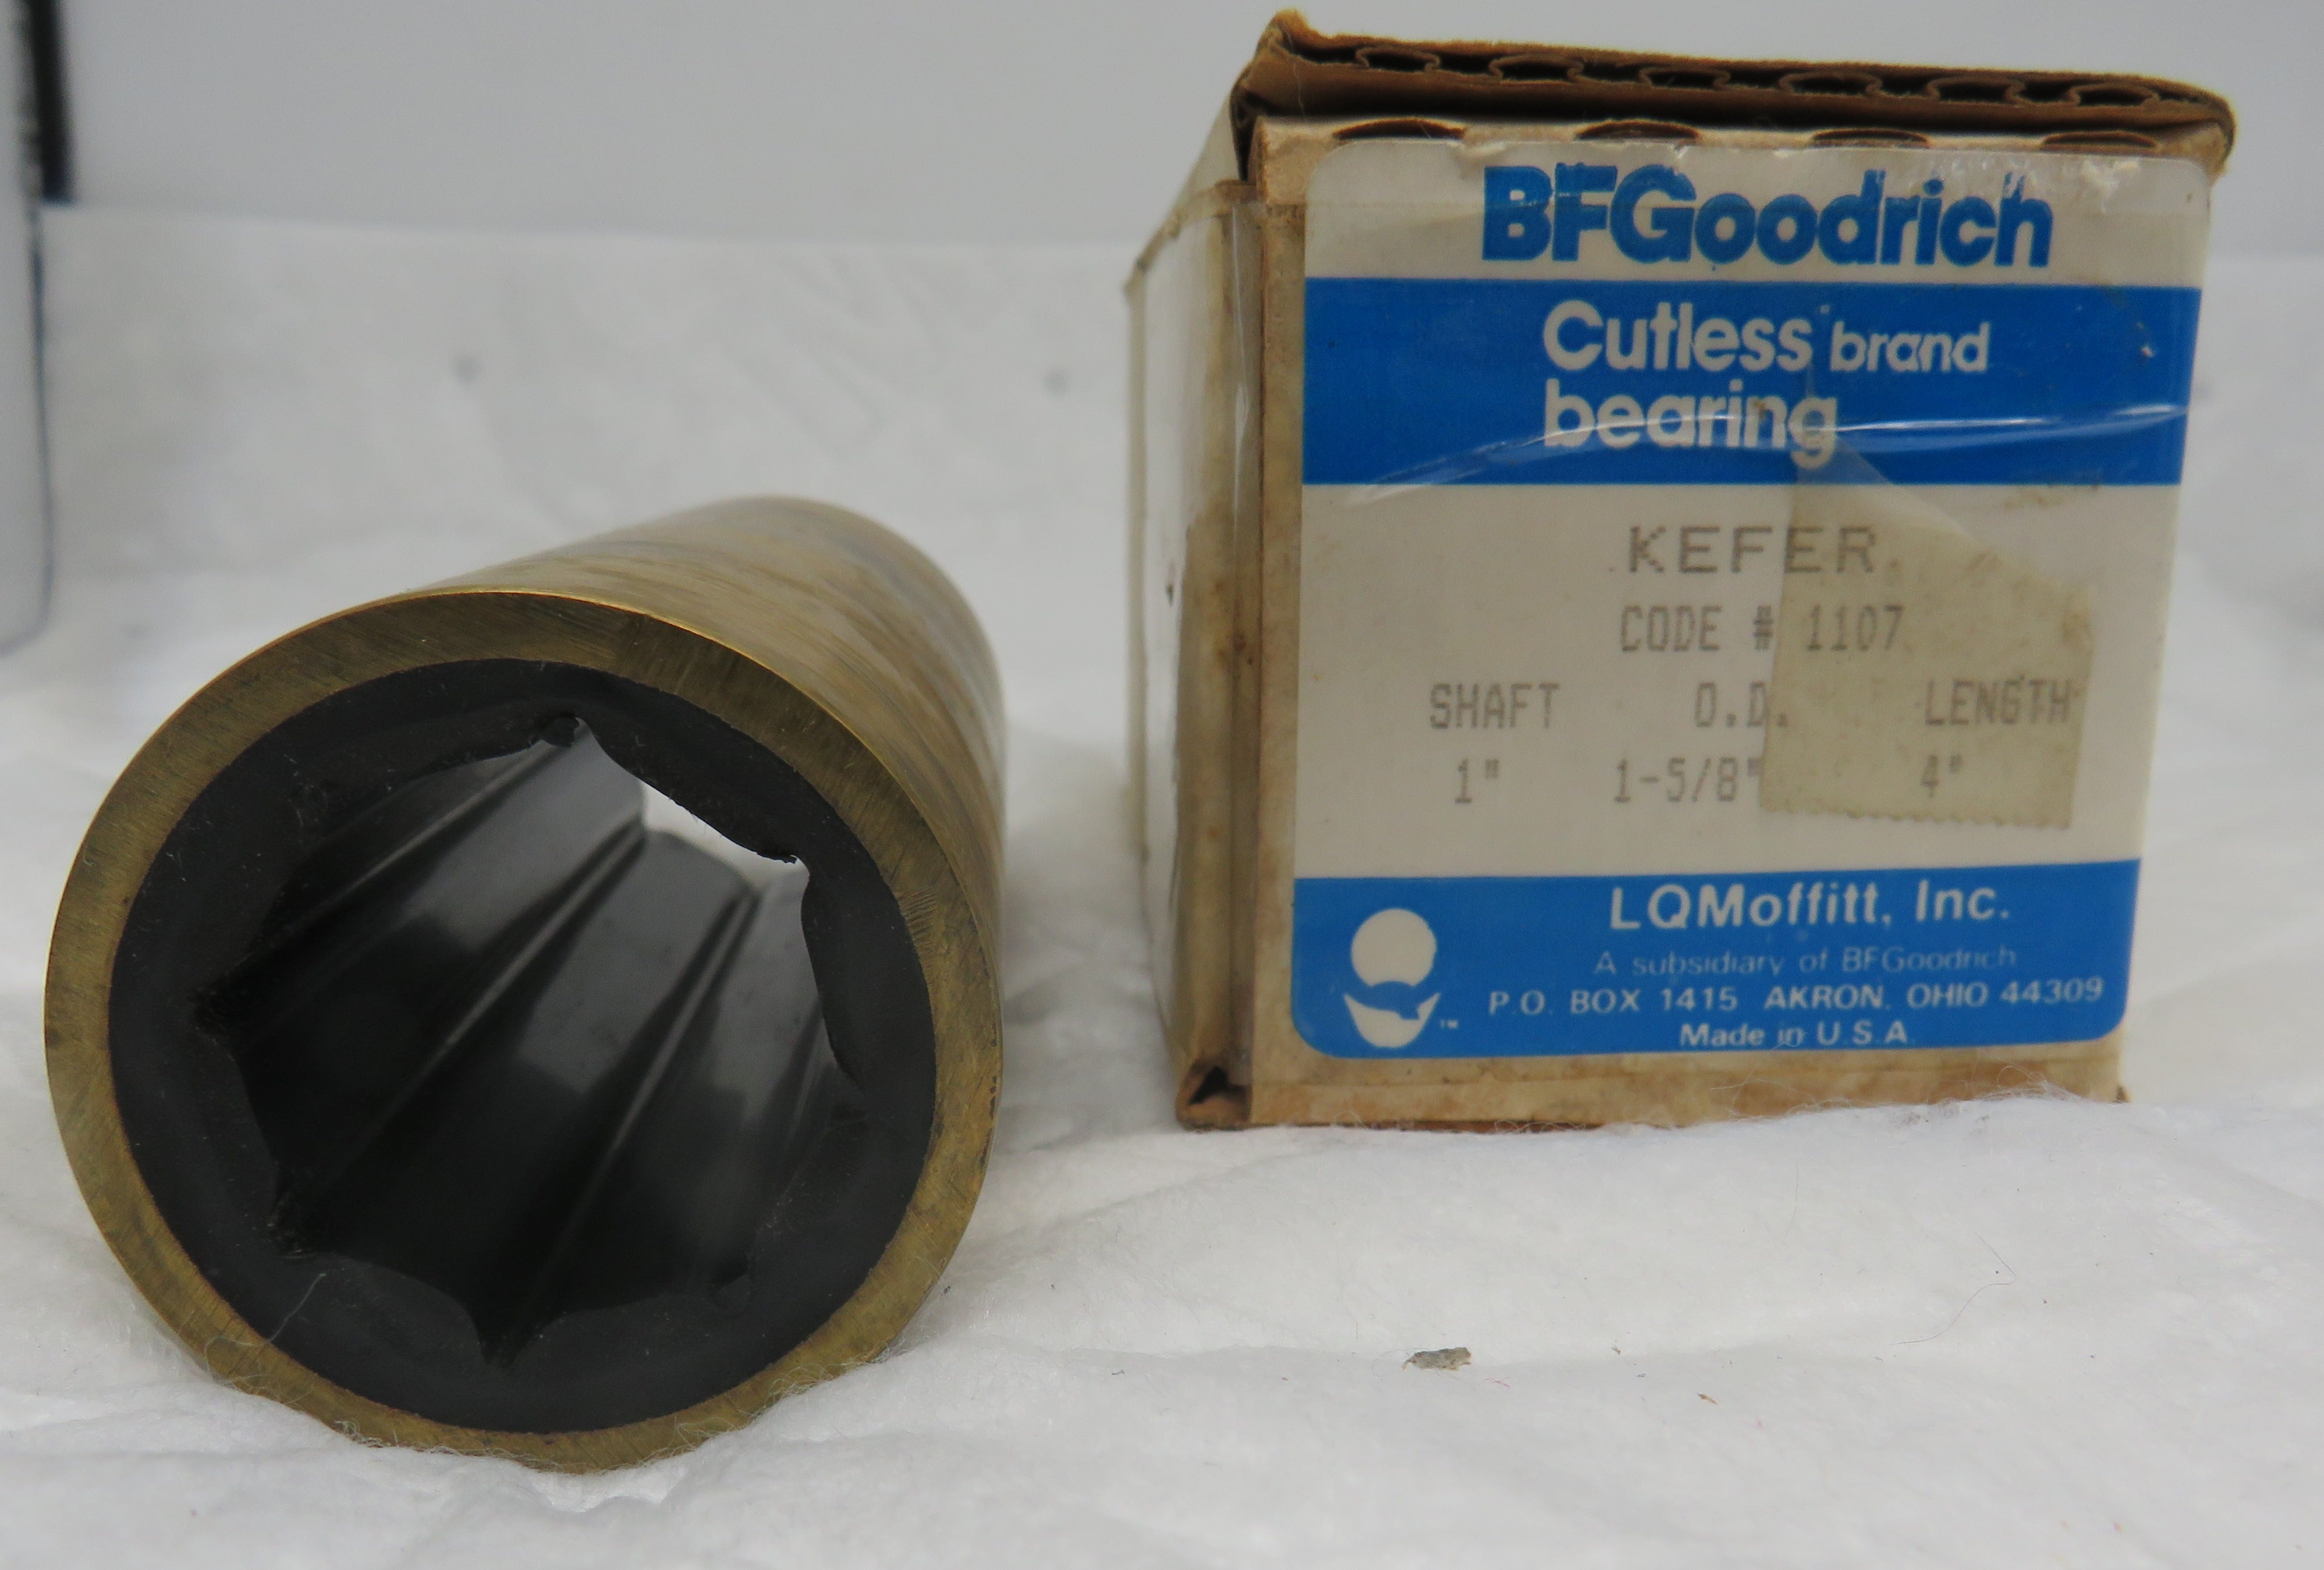 BFGoodrich
Cutless brand
bearing
KEFER
CODE # 1107
SHAFT O.D. LENGTH
1" 1-5/8" 4"
LQMoffitt, Inc.
A subsidiary of BFGoodrich
P.O. BOX 1415 AKRON, OHIO 44309
TM
Made in U.S.A.